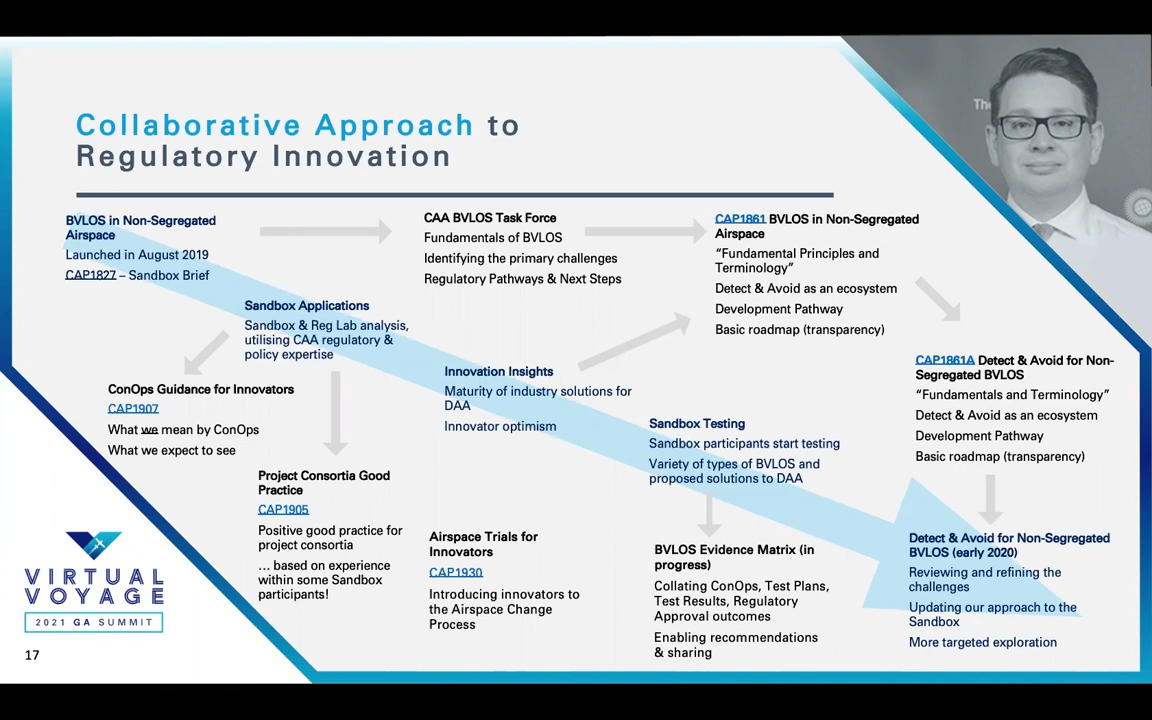 Collaborative Approach to
Regulatory Innovation
The
BVLOS in Non-Segregated
Airspace
Launched in August 2019
CAP1827 – Sandbox Brief
CAA BVLOS Task Force
Fundamentals of BVLOS
Identifying the primary challenges
Regulatory Pathways & Next Steps
CAP1861 BVLOS in Non-Segregated
Airspace
“Fundamental Principles and
Terminology”
Detect & Avoid as an ecosystem
Development Pathway
Basic roadmap (transparency)
Sandbox Applications
Sandbox & Reg Lab analysis,
utilising CAA regulatory &
policy expertise
ConOps Guidance for Innovators
CAP1907
What we mean by ConOps
What we expect to see
Innovation Insights
Maturity of industry solutions for
DAA
Innovator optimism
CAP1861A Detect & Avoid for Non-
Segregated BVLOS
“Fundamentals and Terminology”
Detect & Avoid as an ecosystem
Development Pathway
Basic roadmap (transparency)
Sandbox Testing
Sandbox participants start testing
Variety of types of BVLOS and
proposed solutions to DAA
Project Consortia Good
Practice
CAP1905
Positive good practice for
project consortia
… based on experience
within some Sandbox
participants!
Airspace Trials for
Innovators
CAP1930
Introducing innovators to
the Airspace Change
Process
BVLOS Evidence Matrix (in
progress)
Collating ConOps, Test Plans,
Test Results, Regulatory
Approval outcomes
Enabling recommendations
& sharing
Detect & Avoid for Non-Segregated
BVLOS (early 2020)
Reviewing and refining the
challenges
Updating our approach to the
Sandbox
More targeted exploration
VIRTUAL
VOYAGE
2021 GA SUMMIT
17